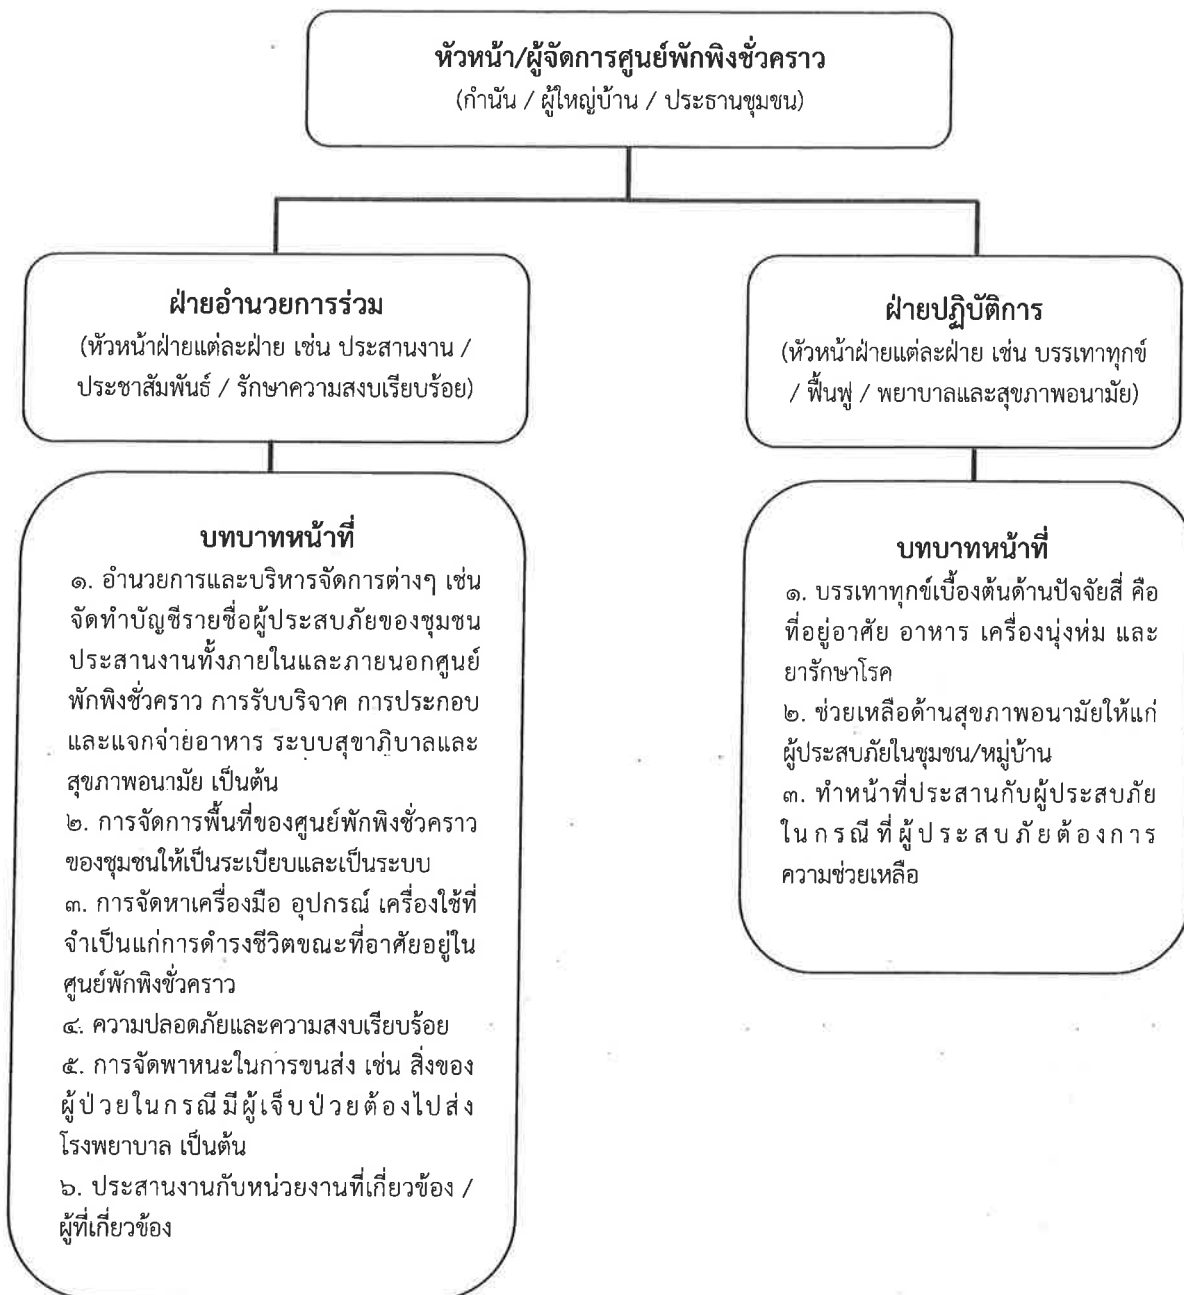 หัวหน้า/ผู้จัดการศูนย์พักพิงชั่วคราว
(กำนัน / ผู้ใหญ่บ้าน / ประธานชุมชน)
ฝ่ายอำนวยการร่วม
(หัวหน้าฝ่ายแต่ละฝ่าย เช่น ประสานงาน /
ประชาสัมพันธ์ / รักษาความสงบเรียบร้อย)
บทบาทหน้าที่
๑. อำนวยการและบริหารจัดการต่างๆ เช่น
จัดทำบัญชีรายชื่อผู้ประสบภัยของชุมชน
ประสานงานทั้งภายในและภายนอกศูนย์
พักพิงชั่วคราว การรับบริจาค การประกอบ
และแจกจ่ายอาหาร ระบบสุขาภิบาลและ
สุขภาพอนามัย เป็นต้น
๒. การจัดการพื้นที่ของศูนย์พักพิงชั่วคราว
ของชุมชนให้เป็นระเบียบและเป็นระบบ
๓. การจัดหาเครื่องมือ อุปกรณ์ เครื่องใช้ที่
จำเป็นแก่การดำรงชีวิตขณะที่อาศัยอยู่ใน
ศูนย์พักพิงชั่วคราว
๔. ความปลอดภัยและความสงบเรียบร้อย
๕. การจัดพาหนะในการขนส่ง เช่น สิ่งของ
ผู้ป่วยในกรณีมีผู้เจ็บป่วยต้องไปส่ง
โรงพยาบาล เป็นต้น
๖. ประสานงานกับหน่วยงานที่เกี่ยวข้อง /
ผู้ที่เกี่ยวข้อง
ฝ่ายปฏิบัติการ
(หัวหน้าฝ่ายแต่ละฝ่าย เช่น บรรเทาทุกข์
/ ฟื้นฟู / พยาบาลและสุขภาพอนามัย)
บทบาทหน้าที่
๑. บรรเทาทุกข์เบื้องต้นด้านปัจจัยสี่ คือ
ที่อยู่อาศัย อาหาร เครื่องนุ่งห่ม และ
ยารักษาโรค
๒. ช่วยเหลือด้านสุขภาพอนามัยให้แก่
ผู้ประสบภัยในชุมชน/หมู่บ้าน
๓. ทำหน้าที่ประสานกับผู้ประสบภัย
ในกรณีที่ผู้ประสบภัยต้องการ
ความช่วยเหลือ